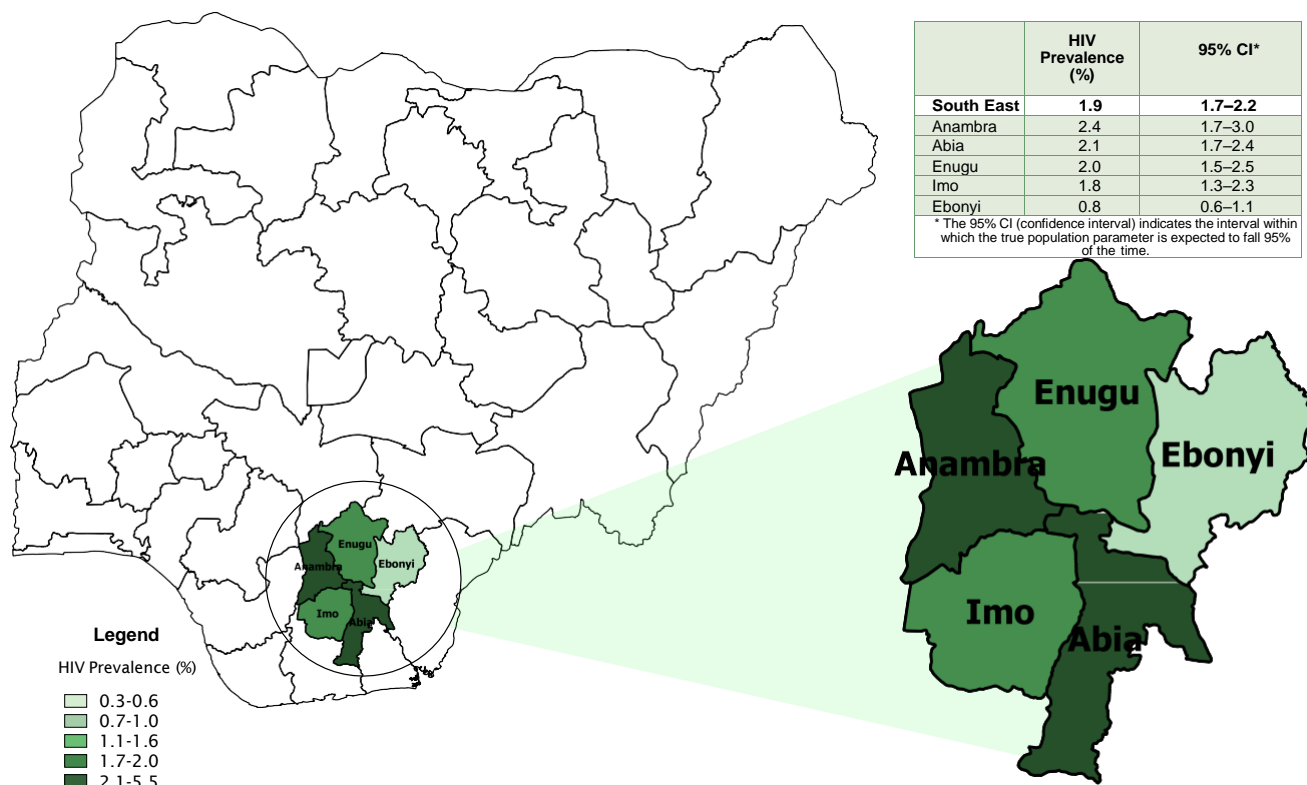 HIV
Prevalence
(%)
95% CI*
South East 1.9 1.7–2.2
Anambra 2.4 1.7–3.0
Abia 2.1 1.7–2.4
Enugu 2.0 1.5–2.5
Imo 1.8 1.3–2.3
Ebonyi 0.8 0.6–1.1
* The 95% CI (confidence interval) indicates the interval within
which the true population parameter is expected to fall 95%
of the time.
Enugu
Anambra
Ebonyi
Imo
Abia
Enugu
Ebonyi
Anambra
Imo
Abia
Legend
HIV Prevalence (%)
0.3-0.6
0.7-1.0
1.1-1.6
1.7-2.0
2.1-5.5